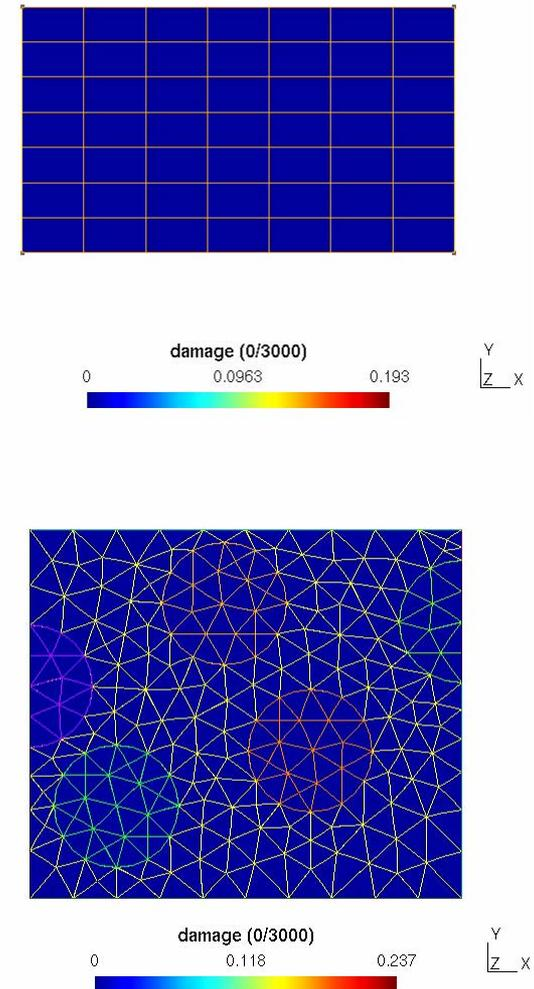 damage (0/3000)
0 0.0963 0.193
Y
Z X
damage (0/3000)
0 0.118 0.237
Y
Z X